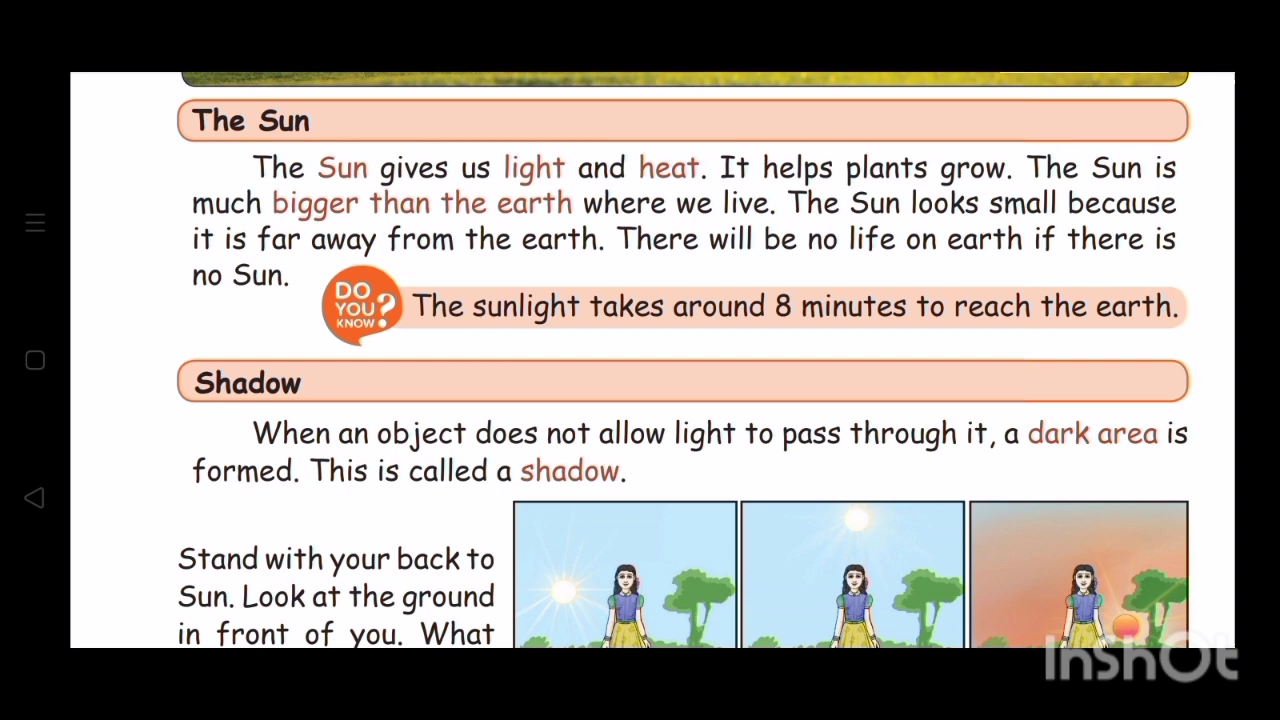 The Sun
The Sun gives us light and heat. It helps plants grow. The Sun is
much bigger than the earth where we live. The Sun looks small because
it is far away from the earth. There will be no life on earth if there is
no Sun.
DO
YOU
KNOW ?
The sunlight takes around 8 minutes to reach the earth.
Shadow
When an object does not allow light to pass through it, a dark area is
formed. This is called a shadow.
Stand with your back to
Sun. Look at the ground
in front of you. What
InShOt